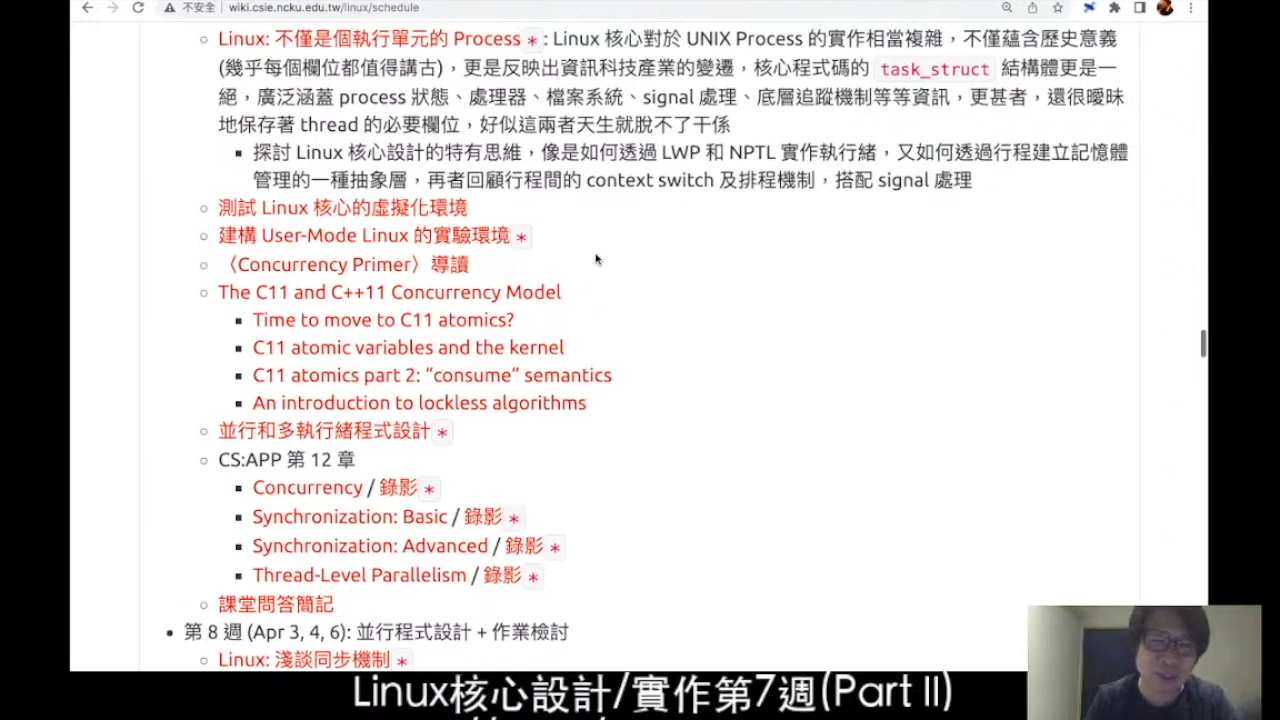 不安全 wiki.csie.ncku.edu.tw/linux/schedule
Linux: 不僅是個執行單元的 Process *: Linux 核心對於 UNIX Process 的實作相當複雜，不僅蘊含歷史意義
(幾乎每個欄位都值得講古)，更是反映出資訊科技產業的變遷，核心程式碼的 task_struct 結構體更是一
絕，廣泛涵蓋 process 狀態、處理器、檔案系統、signal 處理、底層追蹤機制等等資訊，更甚者，還很曖昧
地保存著 thread 的必要欄位，好似這兩者天生就脫不了干係
探討 Linux 核心設計的特有思維，像是如何透過 LWP 和 NPTL 實作執行緒，又如何透過行程建立記憶體
管理的一種抽象層，再者回顧行程間的 context switch 及排程機制，搭配 signal 處理
測試 Linux 核心的虛擬化環境
建構 User-Mode Linux 的實驗環境 *
〈Concurrency Primer〉導讀
The C11 and C++11 Concurrency Model
Time to move to C11 atomics?
C11 atomic variables and the kernel
C11 atomics part 2: “consume” semantics
An introduction to lockless algorithms
並行和多執行緒程式設計 *
CS:APP 第 12 章
Concurrency / 錄影 *
Synchronization: Basic / 錄影 *
Synchronization: Advanced / 錄影 *
Thread-Level Parallelism / 錄影 *
課堂問答簡記
第 8 週 (Apr 3, 4, 6): 並行程式設計 + 作業檢討
Linux: 淺談同步機制 *
Linux核心設計/實作第7週(Part II)